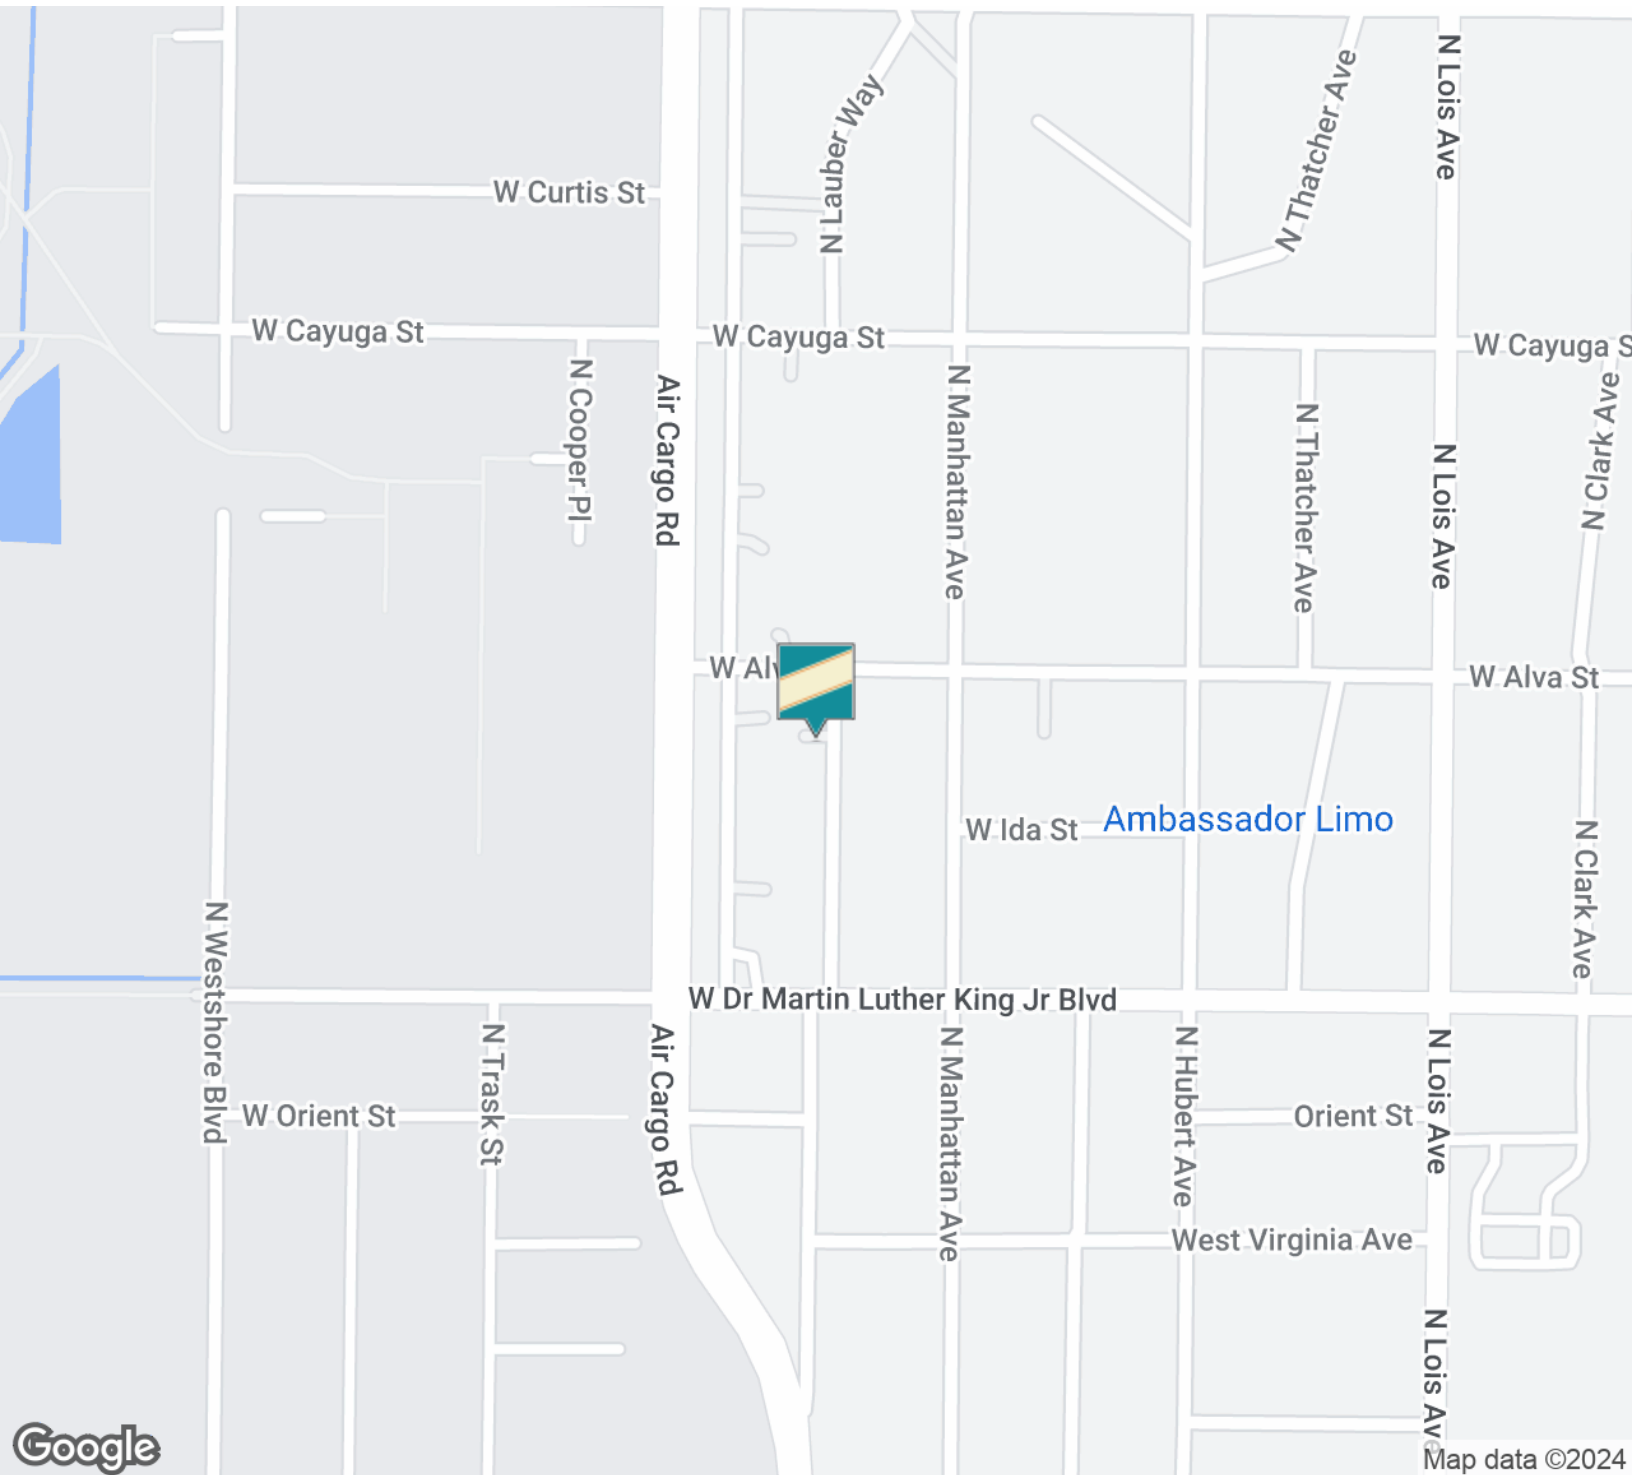 N Lois Ave
N Thatcher Ave
N Lauber Way
W Curtis St
W Cayuga St
W Cayuga St
W Cayuga S
N Cooper Pl
Air Cargo Rd
N Manhattan Ave
N Thatcher Ave
N Lois Ave
N Clark Ave
W Alv
W Alva St
W Ida St
Ambassador Limo
N Clark Ave
N Westshore Blvd
W Dr Martin Luther King Jr Blvd
N Trask St
Air Cargo Rd
N Manhattan Ave
N Hubert Ave
N Lois Ave
W Orient St
Orient St
West Virginia Ave
N Lois Ave
Google
Map data ©2024